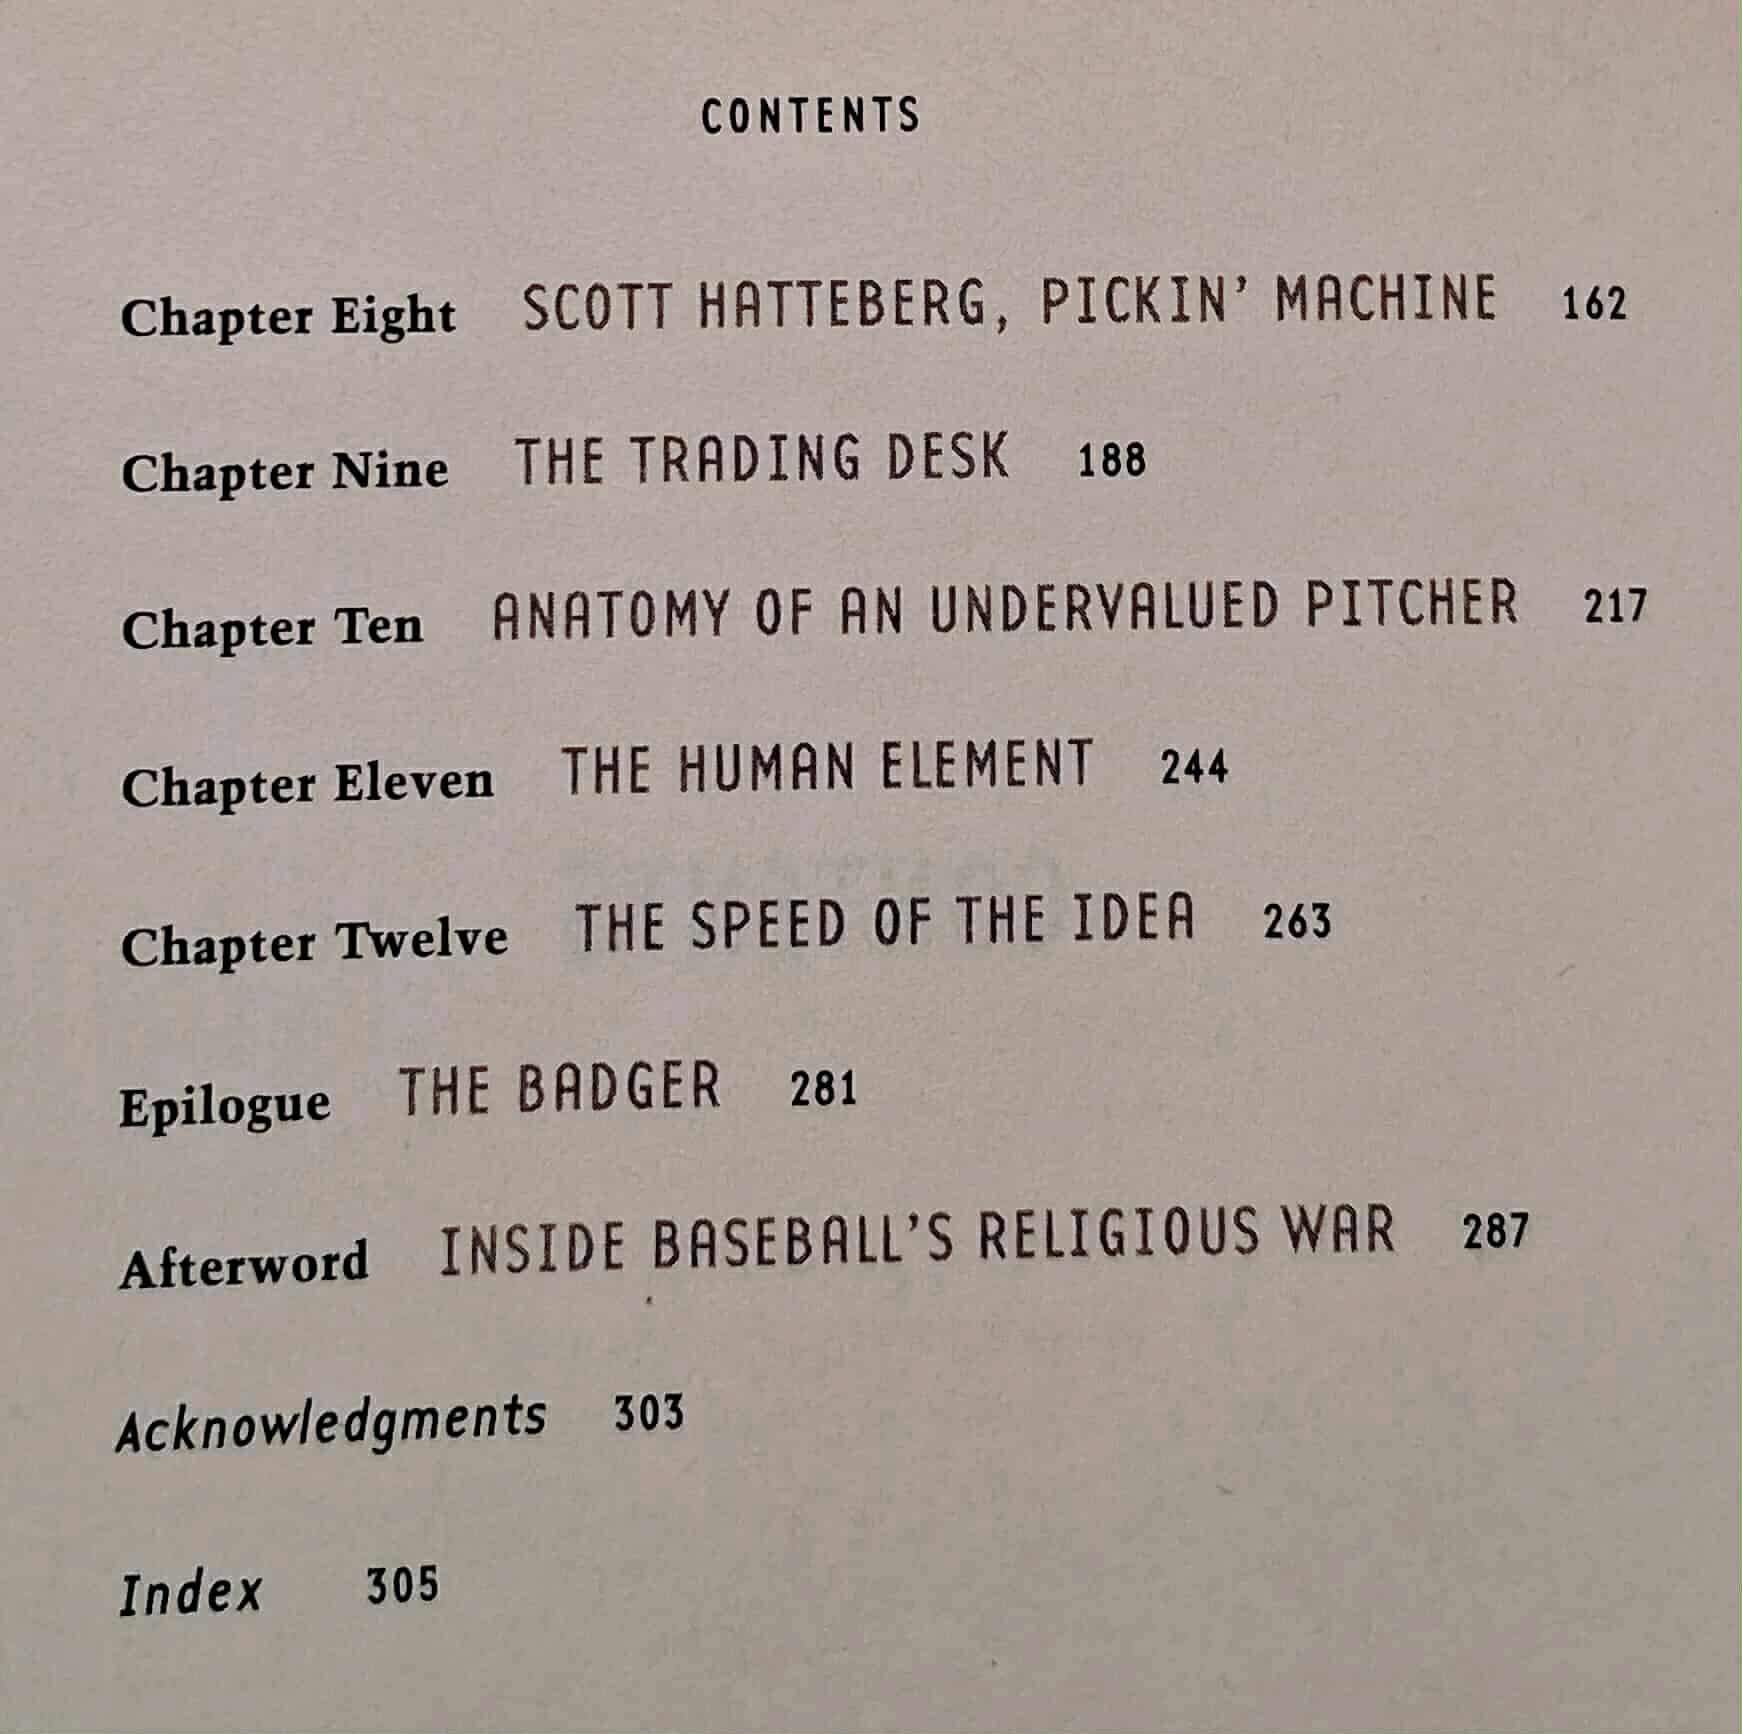 CONTENTS
Chapter Eight SCOTT HATTEBERG, PICKIN’ MACHINE 162
Chapter Nine THE TRADING DESK 188
Chapter Ten ANATOMY OF AN UNDERVALUED PITCHER 217
Chapter Eleven THE HUMAN ELEMENT 244
Chapter Twelve THE SPEED OF THE IDEA 263
Epilogue THE BADGER 281
Afterword INSIDE BASEBALL’S RELIGIOUS WAR 287
Acknowledgments 303
Index 305